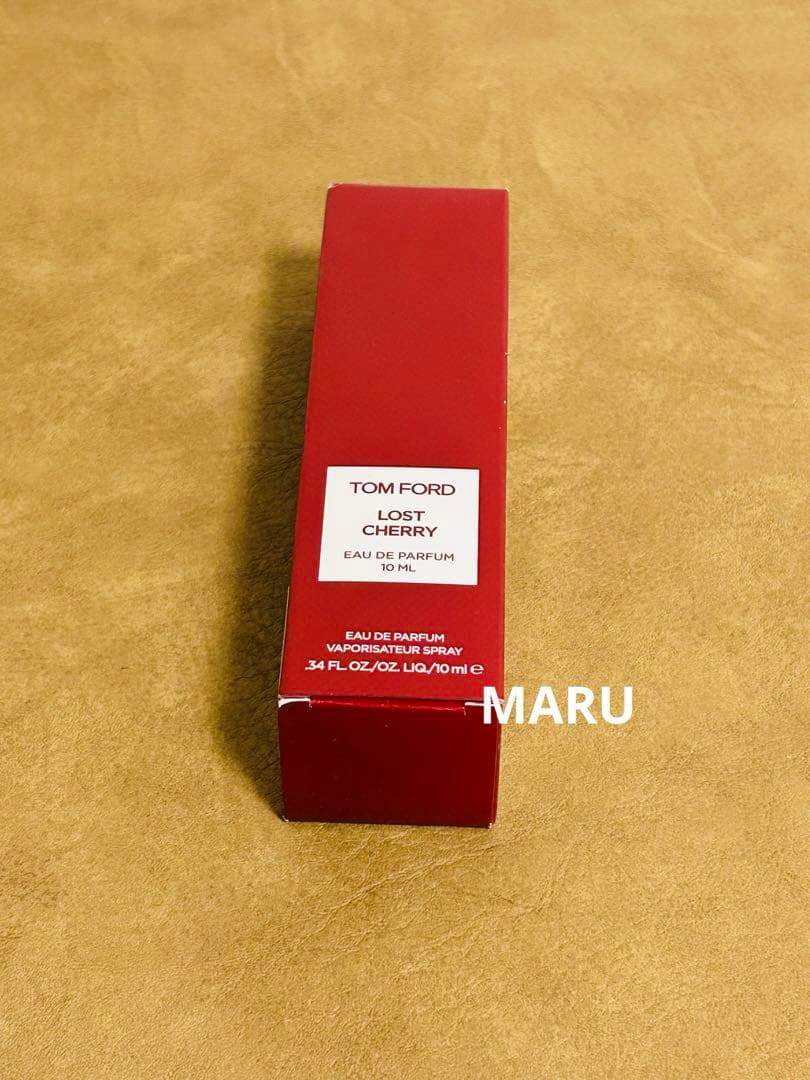 TOM FORD
LOST
CHERRY
EAU DE PARFUM
10 ML
EAU DE PARFUM
VAPORISATEUR SPRAY
.34 FL.OZ./OZ. LIQ./10 ml ℮
MARU